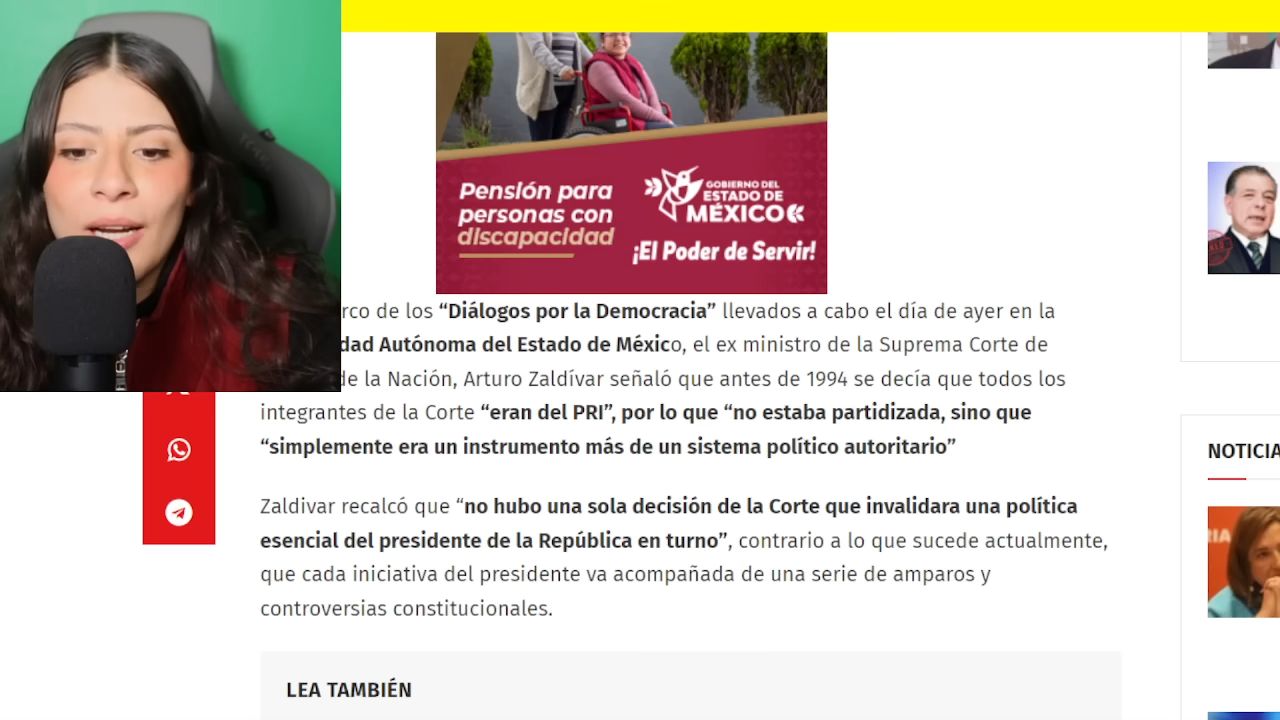 Pensión para
personas con
discapacidad
GOBIERNO DEL
ESTADO DE
MÉXICO
¡El Poder de Servir!
rco de los “Diálogos por la Democracia” llevados a cabo el día de ayer en la
dad Autónoma del Estado de México, el ex ministro de la Suprema Corte de
de la Nación, Arturo Zaldívar señaló que antes de 1994 se decía que todos los
integrantes de la Corte “eran del PRI”, por lo que “no estaba partidizada, sino que
“simplemente era un instrumento más de un sistema político autoritario”
Zaldivar recalcó que “no hubo una sola decisión de la Corte que invalidara una política
esencial del presidente de la República en turno”, contrario a lo que sucede actualmente,
que cada iniciativa del presidente va acompañada de una serie de amparos y
controversias constitucionales.
LEA TAMBIÉN
NOTICIA